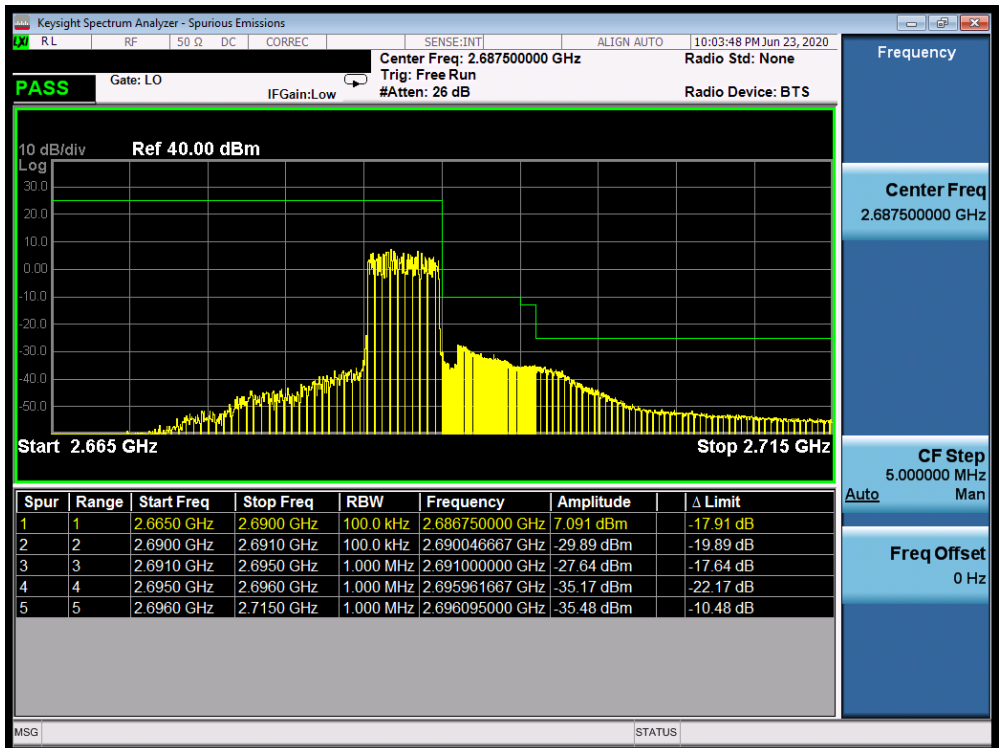 Keysight Spectrum Analyzer - Spurious Emissions
LXI RL RF 50 Ω DC CORREC SENSE:INT ALIGN AUTO 10:03:48 PM Jun 23, 2020
Center Freq: 2.687500000 GHz Radio Std: None
Gate: LO Trig: Free Run
PASS IFGain:Low #Atten: 26 dB Radio Device: BTS
10 dB/div Ref 40.00 dBm
Log
30.0
20.0
10.0
0.00
-10.0
-20.0
-30.0
-40.0
-50.0
Start 2.665 GHz Stop 2.715 GHz
Spur Range Start Freq Stop Freq RBW Frequency Amplitude Δ Limit
1 1 2.6650 GHz 2.6900 GHz 100.0 kHz 2.686750000 GHz 7.091 dBm -17.91 dB
2 2 2.6900 GHz 2.6910 GHz 100.0 kHz 2.690046667 GHz -29.89 dBm -19.89 dB
3 3 2.6910 GHz 2.6950 GHz 1.000 MHz 2.691000000 GHz -27.64 dBm -17.64 dB
4 4 2.6950 GHz 2.6960 GHz 1.000 MHz 2.695961667 GHz -35.17 dBm -22.17 dB
5 5 2.6960 GHz 2.7150 GHz 1.000 MHz 2.696095000 GHz -35.48 dBm -10.48 dB
Frequency
Center Freq
2.687500000 GHz
CF Step
5.000000 MHz
Auto Man
Freq Offset
0 Hz
MSG STATUS